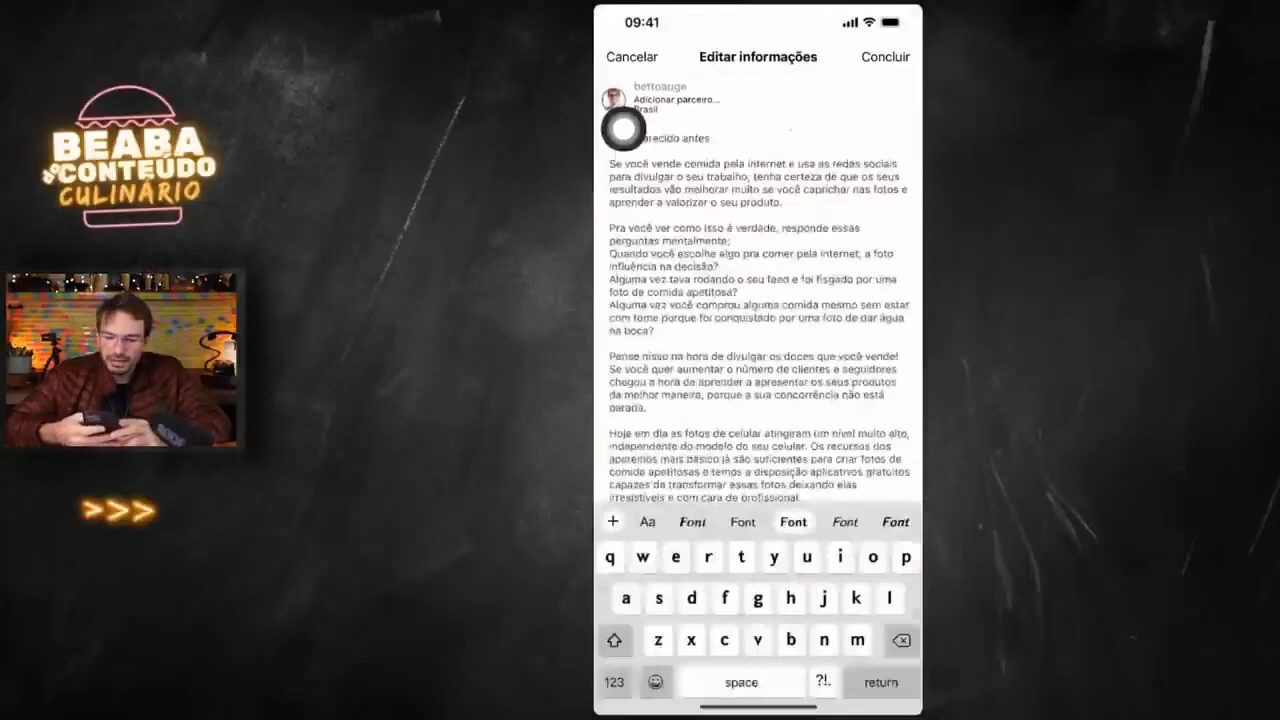 BEABA
do CONTEÚDO
CULINÁRIO
>>>
09:41
Cancelar
Editar informações
Concluir
bettoauge
Adicionar parceiro...
Brasil
arecido antes
Se você vende comida pela internet e usa as redes sociais
para divulgar o seu trabalho, tenha certeza de que os seus
resultados vão melhorar muito se você caprichar nas fotos e
aprender a valorizar o seu produto.
Pra você ver como isso é verdade, responde essas
perguntas mentalmente:
Quando você escolhe algo pra comer pela internet, a foto
influência na decisão?
Alguma vez tava rodando o seu feed e foi fisgado por uma
foto de comida apetitosa?
Alguma vez você comprou alguma comida mesmo sem estar
com fome porque foi conquistado por uma foto de dar água
na boca?
Pense nisso na hora de divulgar os doces que você vende!
Se você quer aumentar o número de clientes e seguidores
chegou a hora de aprender a apresentar os seus produtos
da melhor maneira, porque a sua concorrência não está
parada.
Hoje em dia as fotos de celular atingiram um nível muito alto,
independente do modelo do seu celular. Os recursos dos
aparelhos mais básico já são suficientes para criar fotos de
comida apetitosas e temos a disposição aplicativos gratuitos
capazes de transformar essas fotos deixando elas
irresistíveis e com cara de profissional.
+ Aa Font Font Font Font Font
q w e r t y u i o p
a s d f g h j k l
z x c v b n m
123 space ?!. return